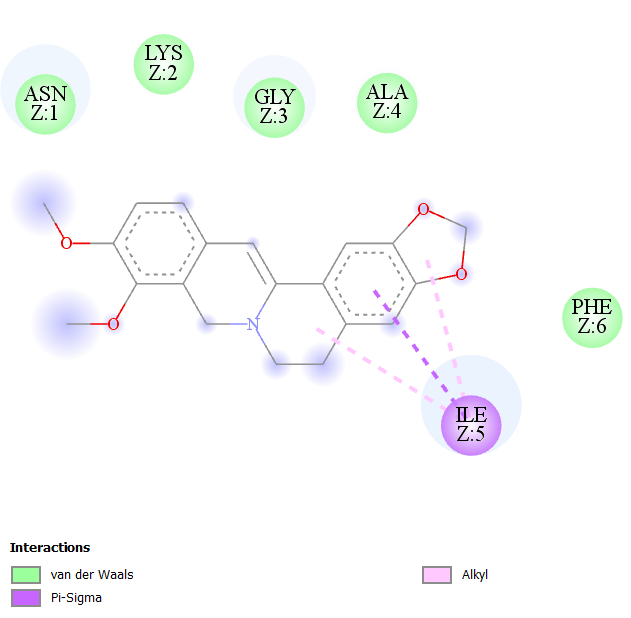 LYS
Z:2
ASN
Z:1
GLY
Z:3
ALA
Z:4
O
O
O
O
N
PHE
Z:6
ILE
Z:5
Interactions
van der Waals
Alkyl
Pi-Sigma